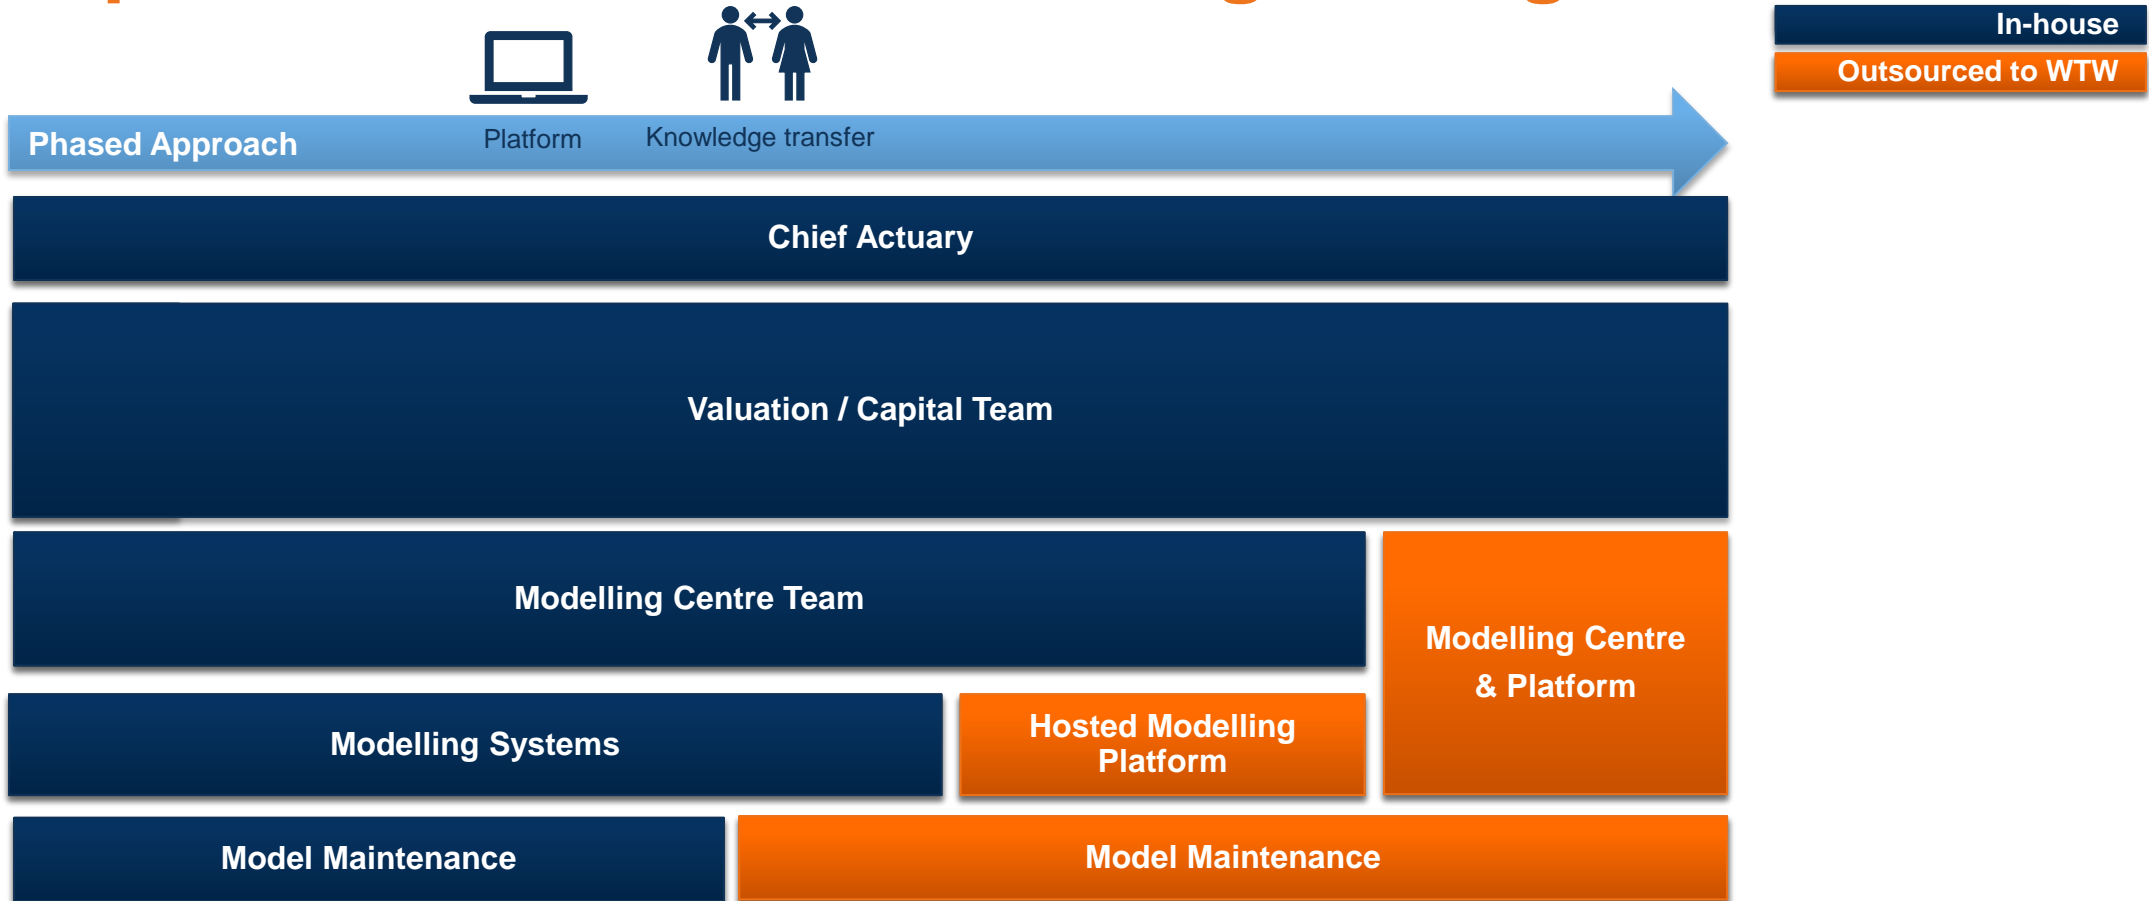 In-house
Outsourced to WTW
Phased Approach
Platform
Knowledge transfer
Chief Actuary
Valuation / Capital Team
Modelling Centre Team
Modelling Centre
& Platform
Modelling Systems
Hosted Modelling
Platform
Model Maintenance
Model Maintenance